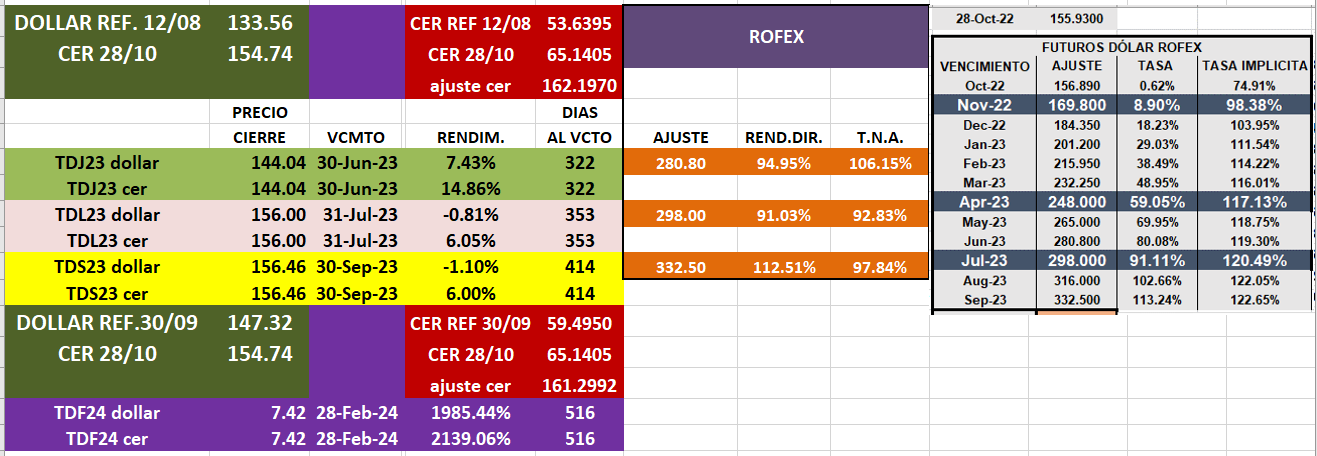 DOLLAR REF. 12/08 133.56 CER REF 12/08 53.6395 ROFEX 28-Oct-22 155.9300
CER 28/10 154.74 CER 28/10 65.1405
ajuste cer 162.1970
PRECIO DIAS
CIERRE VCMTO RENDIM. AL VCTO AJUSTE REND.DIR. T.N.A.
TDJ23 dollar 144.04 30-Jun-23 7.43% 322 280.80 94.95% 106.15%
TDJ23 cer 144.04 30-Jun-23 14.86% 322
TDL23 dollar 156.00 31-Jul-23 -0.81% 353 298.00 91.03% 92.83%
TDL23 cer 156.00 31-Jul-23 6.05% 353
TDS23 dollar 156.46 30-Sep-23 -1.10% 414 332.50 112.51% 97.84%
TDS23 cer 156.46 30-Sep-23 6.00% 414
DOLLAR REF.30/09 147.32 CER REF 30/09 59.4950
CER 28/10 154.74 CER 28/10 65.1405
ajuste cer 161.2992
TDF24 dollar 7.42 28-Feb-24 1985.44% 516
TDF24 cer 7.42 28-Feb-24 2139.06% 516
FUTUROS DÓLAR ROFEX
VENCIMIENTO AJUSTE TASA TASA IMPLICITA
Oct-22 156.890 0.62% 74.91%
Nov-22 169.800 8.90% 98.38%
Dec-22 184.350 18.23% 103.95%
Jan-23 201.200 29.03% 111.54%
Feb-23 215.950 38.49% 114.22%
Mar-23 232.250 48.95% 116.01%
Apr-23 248.000 59.05% 117.13%
May-23 265.000 69.95% 118.75%
Jun-23 280.800 80.08% 119.30%
Jul-23 298.000 91.11% 120.49%
Aug-23 316.000 102.66% 122.05%
Sep-23 332.500 113.24% 122.65%